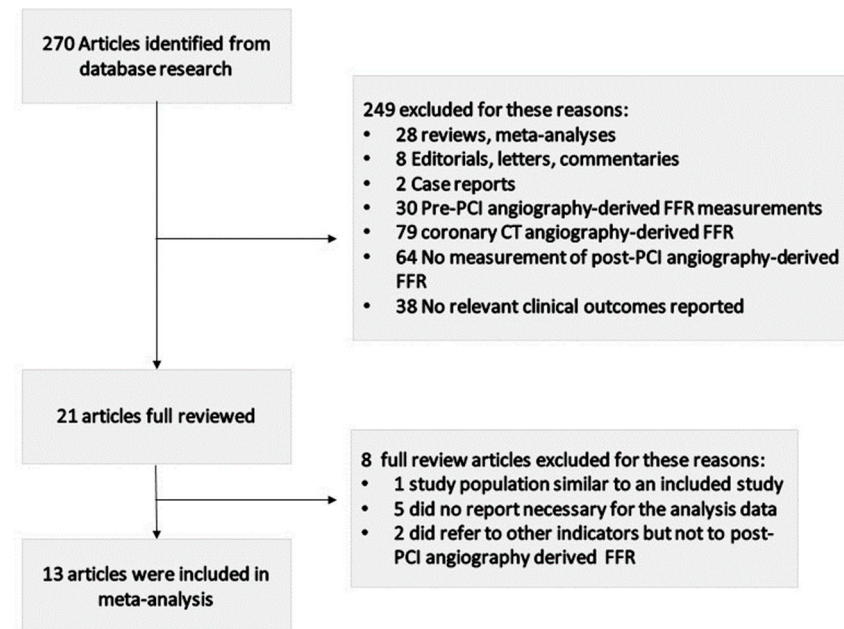 270 Articles identified from
database research
249 excluded for these reasons:
• 28 reviews, meta-analyses
• 8 Editorials, letters, commentaries
• 2 Case reports
• 30 Pre-PCI angiography-derived FFR measurements
• 79 coronary CT angiography-derived FFR
• 64 No measurement of post-PCI angiography-derived
FFR
• 38 No relevant clinical outcomes reported
21 articles full reviewed
8 full review articles excluded for these reasons:
• 1 study population similar to an included study
• 5 did no report necessary for the analysis data
• 2 did refer to other indicators but not to post-
PCI angiography derived FFR
13 articles were included in
meta-analysis